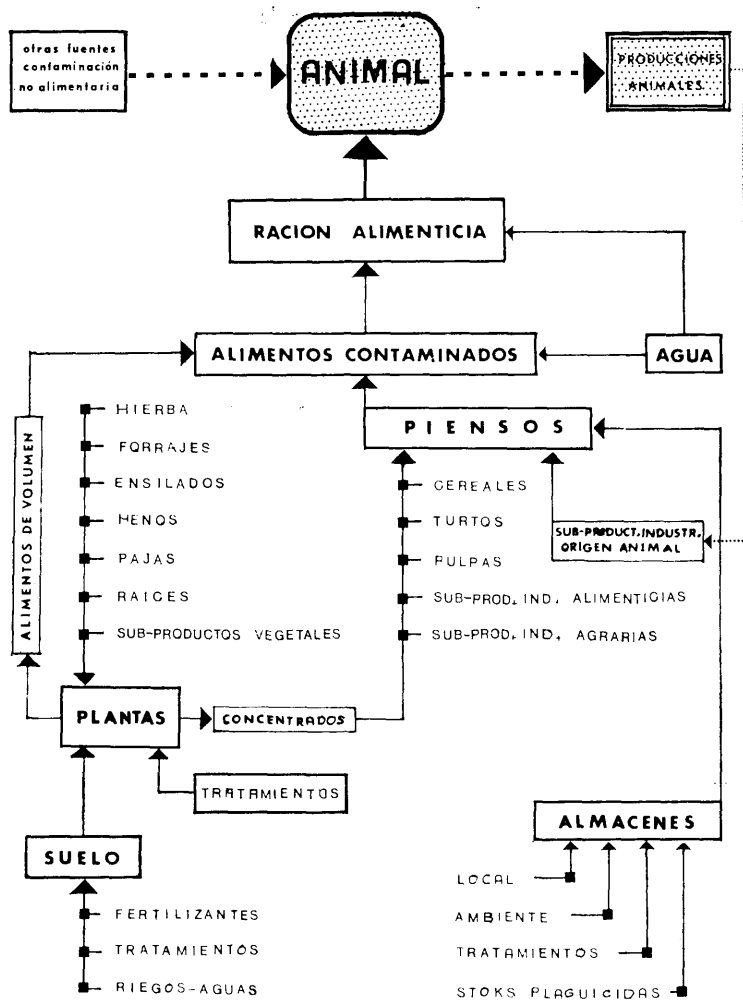 otras fuentes
contaminación
no alimentaria
ANIMAL
PRODUCCIONES
ANIMALES
RACION ALIMENTICIA
ALIMENTOS CONTAMINADOS
AGUA
ALIMENTOS DE VOLUMEN
HIERBA
FORRAJES
ENSILADOS
HENOS
PAJAS
RAICES
SUB-PRODUCTOS VEGETALES
PIENSOS
CEREALES
TURTOS
PULPAS
SUB-PROD. IND. ALIMENTICIAS
SUB-PROD. IND. AGRARIAS
SUB-PRODUCT. INDUSTR.
ORIGEN ANIMAL
PLANTAS
CONCENTRADOS
TRATAMIENTOS
SUELO
FERTILIZANTES
TRATAMIENTOS
RIEGOS-AGUAS
ALMACENES
LOCAL
AMBIENTE
TRATAMIENTOS
STOKS PLAGUICIDAS